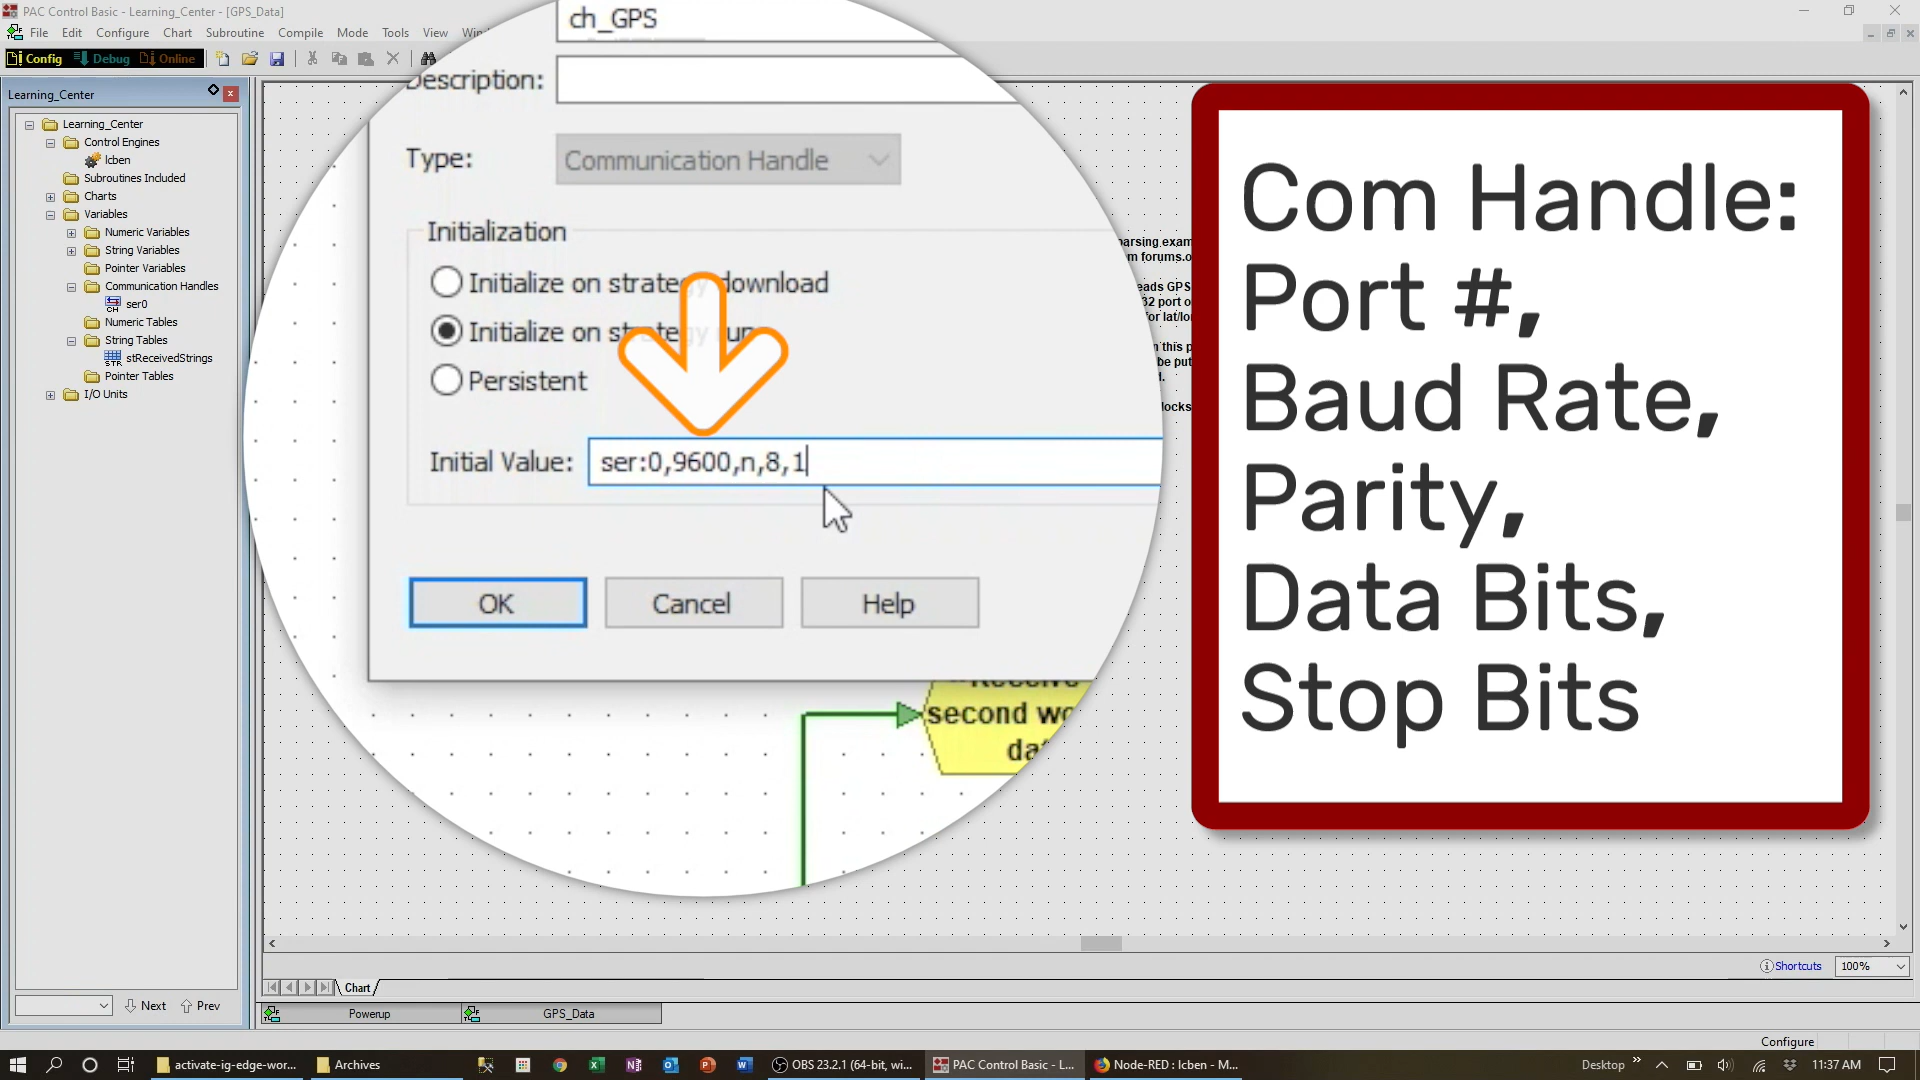 PAC Control Basic - Learning_Center - [GPS_Data]
File Edit Configure Chart Subroutine Compile Mode Tools View
Config Debug Online
Learning_Center
Learning_Center
Control Engines
lcben
Subroutines Included
Charts
Variables
Numeric Variables
String Variables
Pointer Variables
Communication Handles
ser0
Numeric Tables
String Tables
stReceivedStrings
Pointer Tables
I/O Units
Next Prev
ch_GPS
Description:
Type: Communication Handle
Initialization
Initialize on strategy download
Initialize on strategy run
Persistent
Initial Value: ser:0,9600,n,8,1
OK Cancel Help
second
Com Handle:
Port #,
Baud Rate,
Parity,
Data Bits,
Stop Bits
Shortcuts 100%
Chart
Powerup GPS_Data
Configure
activate-ig-edge-wor... Archives OBS 23.2.1 (64-bit, wi... PAC Control Basic - L... Node-RED : lcben - M... Desktop 11:37 AM